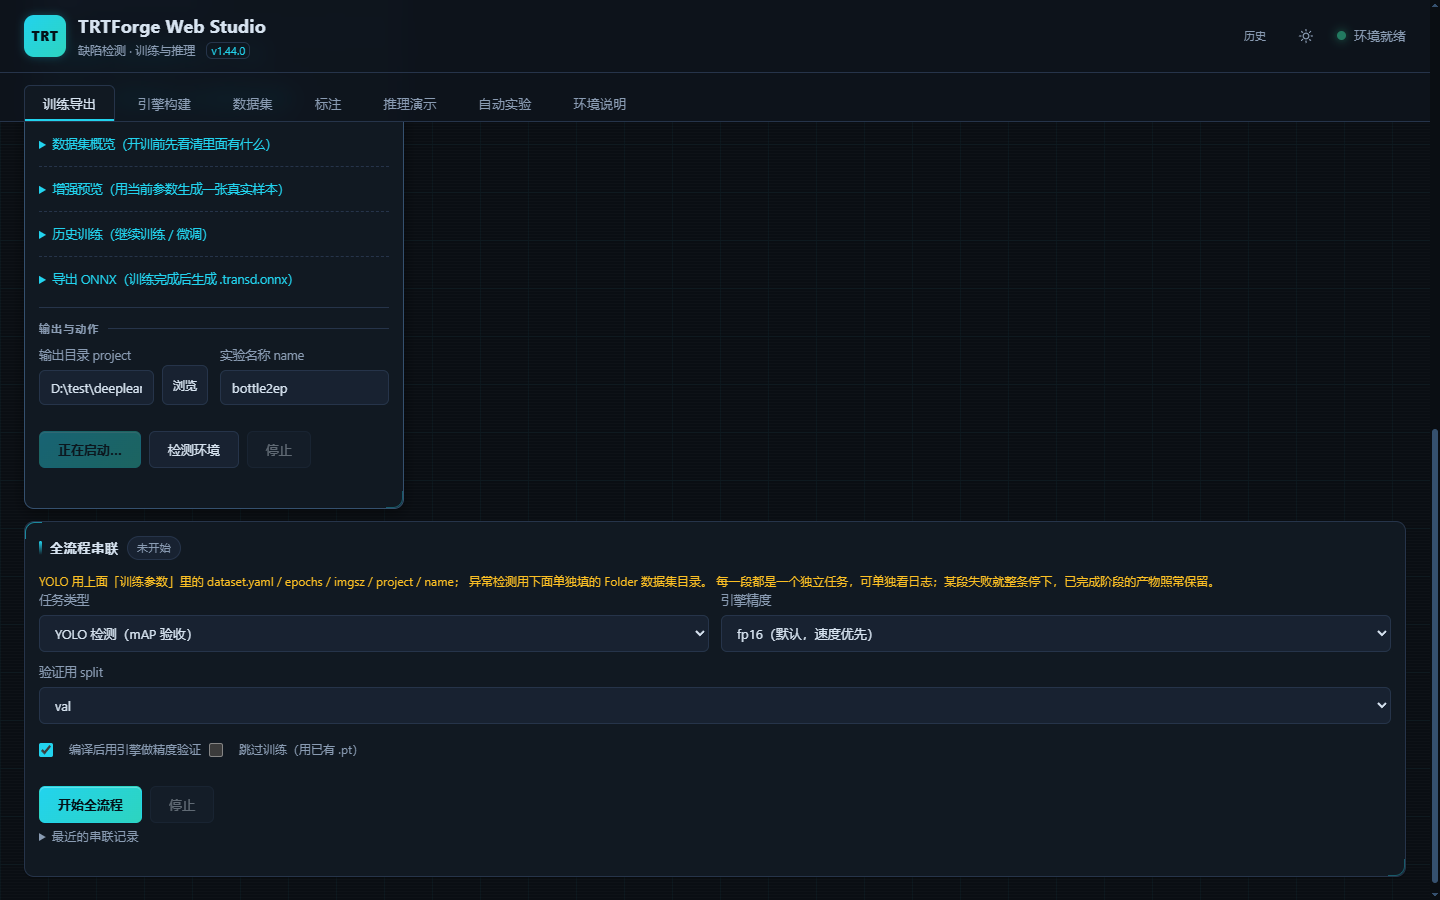 TRT
TRTForge Web Studio
缺陷检测 · 训练与推理 v1.44.0
历史
环境就绪
训练导出 引擎构建 数据集 标注 推理演示 自动实验 环境说明
数据集概览（开训前先看清里面有什么）
增强预览（用当前参数生成一张真实样本）
历史训练（继续训练 / 微调）
导出 ONNX（训练完成后生成 .transd.onnx）
输出与动作
输出目录 project 实验名称 name
D:\test\deeplear 浏览 bottle2ep
正在启动... 检测环境 停止
全流程串联 未开始
YOLO 用上面「训练参数」里的 dataset.yaml / epochs / imgsz / project / name； 异常检测用下面单独填的 Folder 数据集目录。 每一段都是一个独立任务，可单独看日志；某段失败就整条停下，已完成阶段的产物照常保留。
任务类型 引擎精度
YOLO 检测（mAP 验收） fp16（默认，速度优先）
验证用 split
val
编译后用引擎做精度验证 跳过训练（用已有 .pt）
开始全流程 停止
最近的串联记录